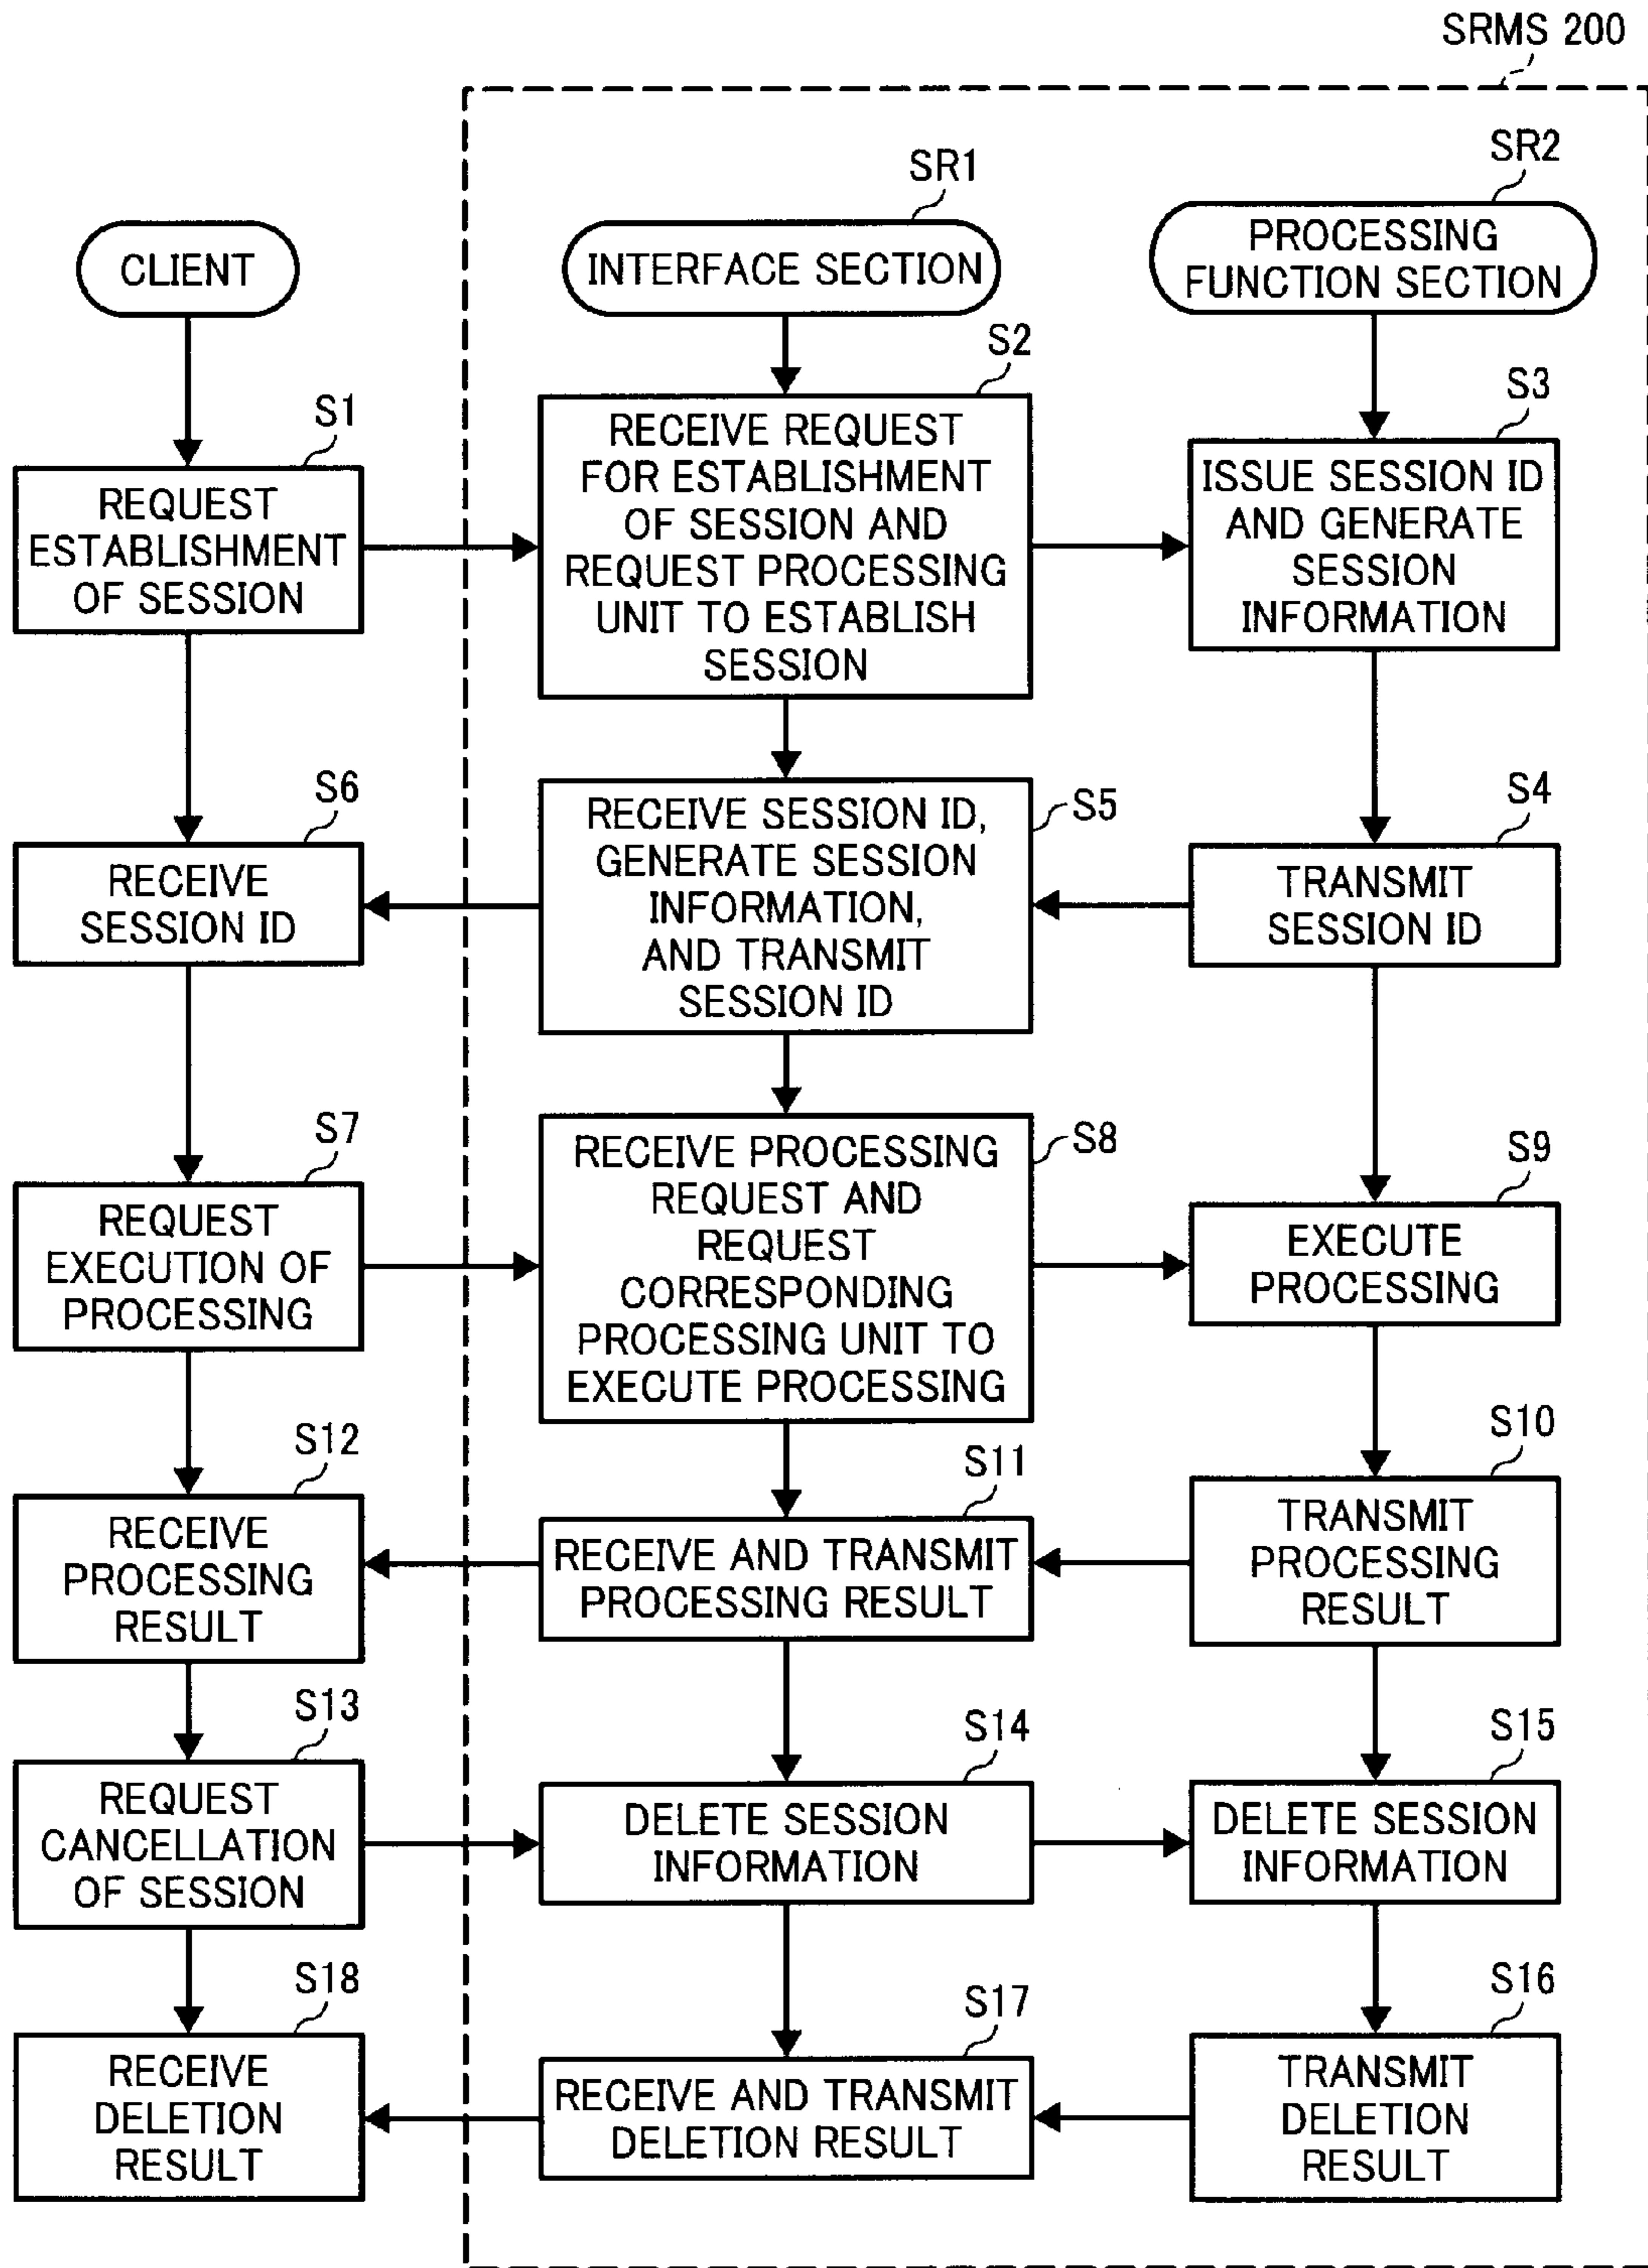 SRMS 200
SR1
SR2
CLIENT
INTERFACE SECTION
PROCESSING
FUNCTION SECTION
S1
REQUEST
ESTABLISHMENT
OF SESSION
S2
RECEIVE REQUEST
FOR ESTABLISHMENT
OF SESSION AND
REQUEST PROCESSING
UNIT TO ESTABLISH
SESSION
S3
ISSUE SESSION ID
AND GENERATE
SESSION
INFORMATION
S6
RECEIVE
SESSION ID
S5
RECEIVE SESSION ID,
GENERATE SESSION
INFORMATION,
AND TRANSMIT
SESSION ID
S4
TRANSMIT
SESSION ID
S7
REQUEST
EXECUTION OF
PROCESSING
S8
RECEIVE PROCESSING
REQUEST AND
REQUEST
CORRESPONDING
PROCESSING UNIT TO
EXECUTE PROCESSING
S9
EXECUTE
PROCESSING
S12
RECEIVE
PROCESSING
RESULT
S11
RECEIVE AND TRANSMIT
PROCESSING RESULT
S10
TRANSMIT
PROCESSING
RESULT
S13
REQUEST
CANCELLATION
OF SESSION
S14
DELETE SESSION
INFORMATION
S15
DELETE SESSION
INFORMATION
S18
RECEIVE
DELETION
RESULT
S17
RECEIVE AND TRANSMIT
DELETION RESULT
S16
TRANSMIT
DELETION
RESULT